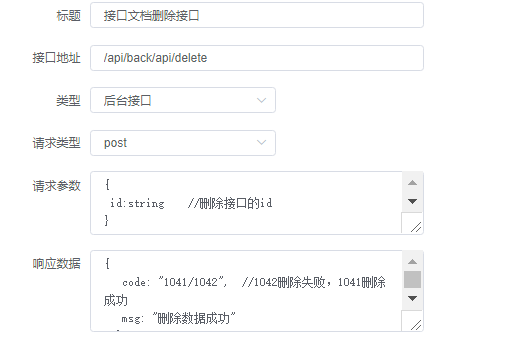 标题 接口文档删除接口
接口地址 /api/back/api/delete
类型 后台接口
请求类型 post
请求参数 {
id:string //删除接口的id
}
响应数据 {
code: "1041/1042", //1042删除失败，1041删除
成功
msg: "删除数据成功"